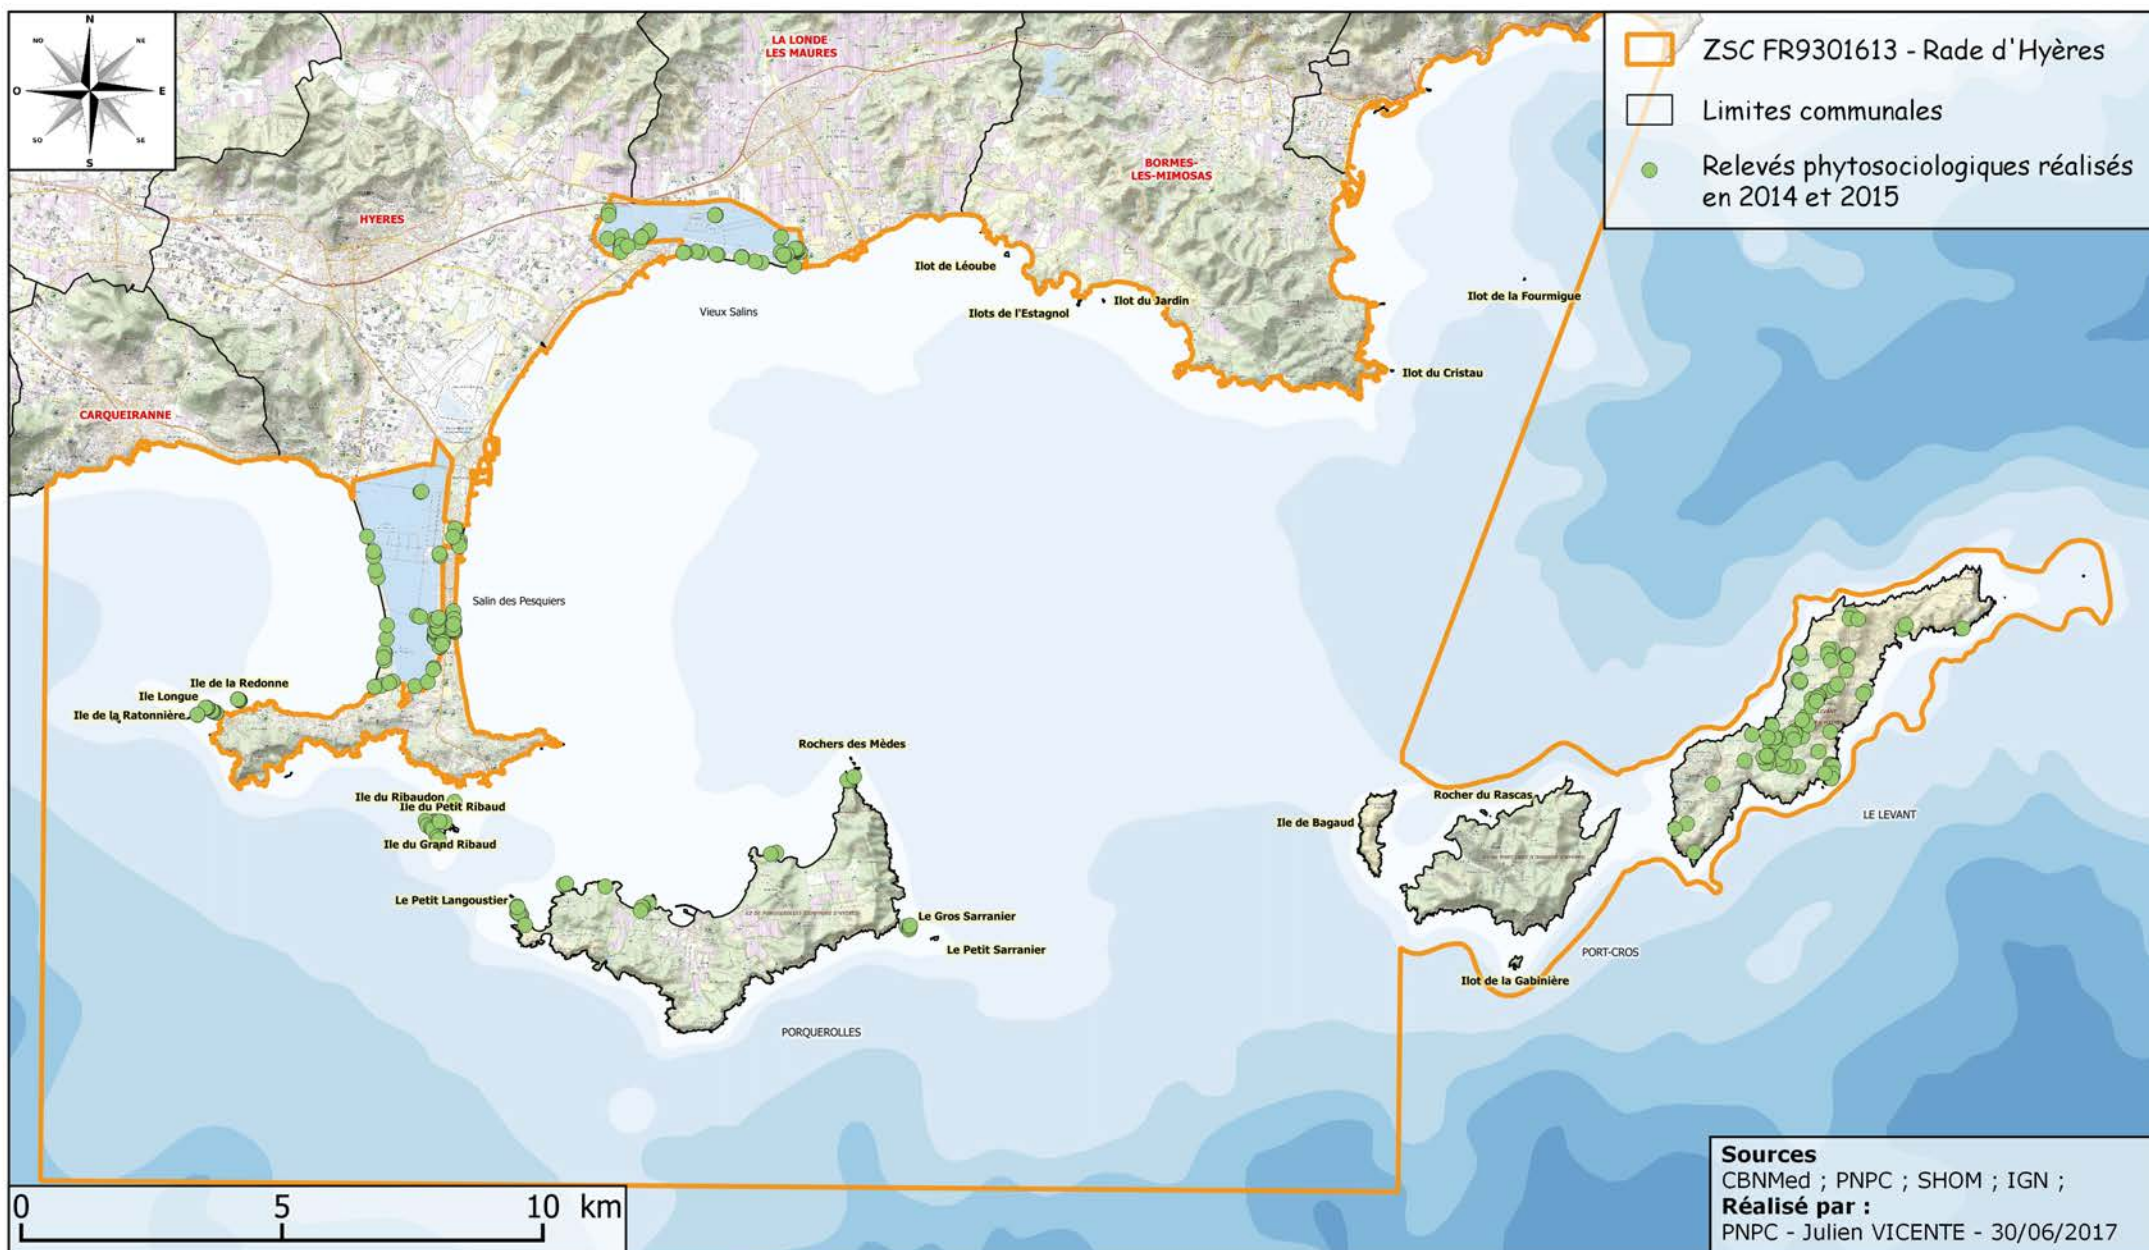 N
NO
NE
O
E
SO
SE
S
LA LONDE
LES MAURES
ZSC FR9301613 - Rade d'Hyères
Limites communales
Relevés phytosociologiques réalisés
en 2014 et 2015
BORMES-
LES-MIMOSAS
HYERES
Ilot de Léoube
Ilot de la Fourmigue
Ilot du Jardin
Ilots de l'Estagnol
Vieux Salins
Ilot du Cristau
CARQUEIRANNE
Salin des Pesquiers
Ile de la Redonne
Ile Longue
Ile de la Ratonnière
Rochers des Mèdes
Ile du Ribaudon
Ile du Petit Ribaud
Ile du Grand Ribaud
Rocher du Rascas
Ile de Bagaud
LE LEVANT
Le Petit Langoustier
Le Gros Sarranier
Le Petit Sarranier
PORT-CROS
Ilot de la Gabinière
PORQUEROLLES
0 5 10 km
Sources
CBNMed ; PNPC ; SHOM ; IGN ;
Réalisé par :
PNPC - Julien VICENTE - 30/06/2017